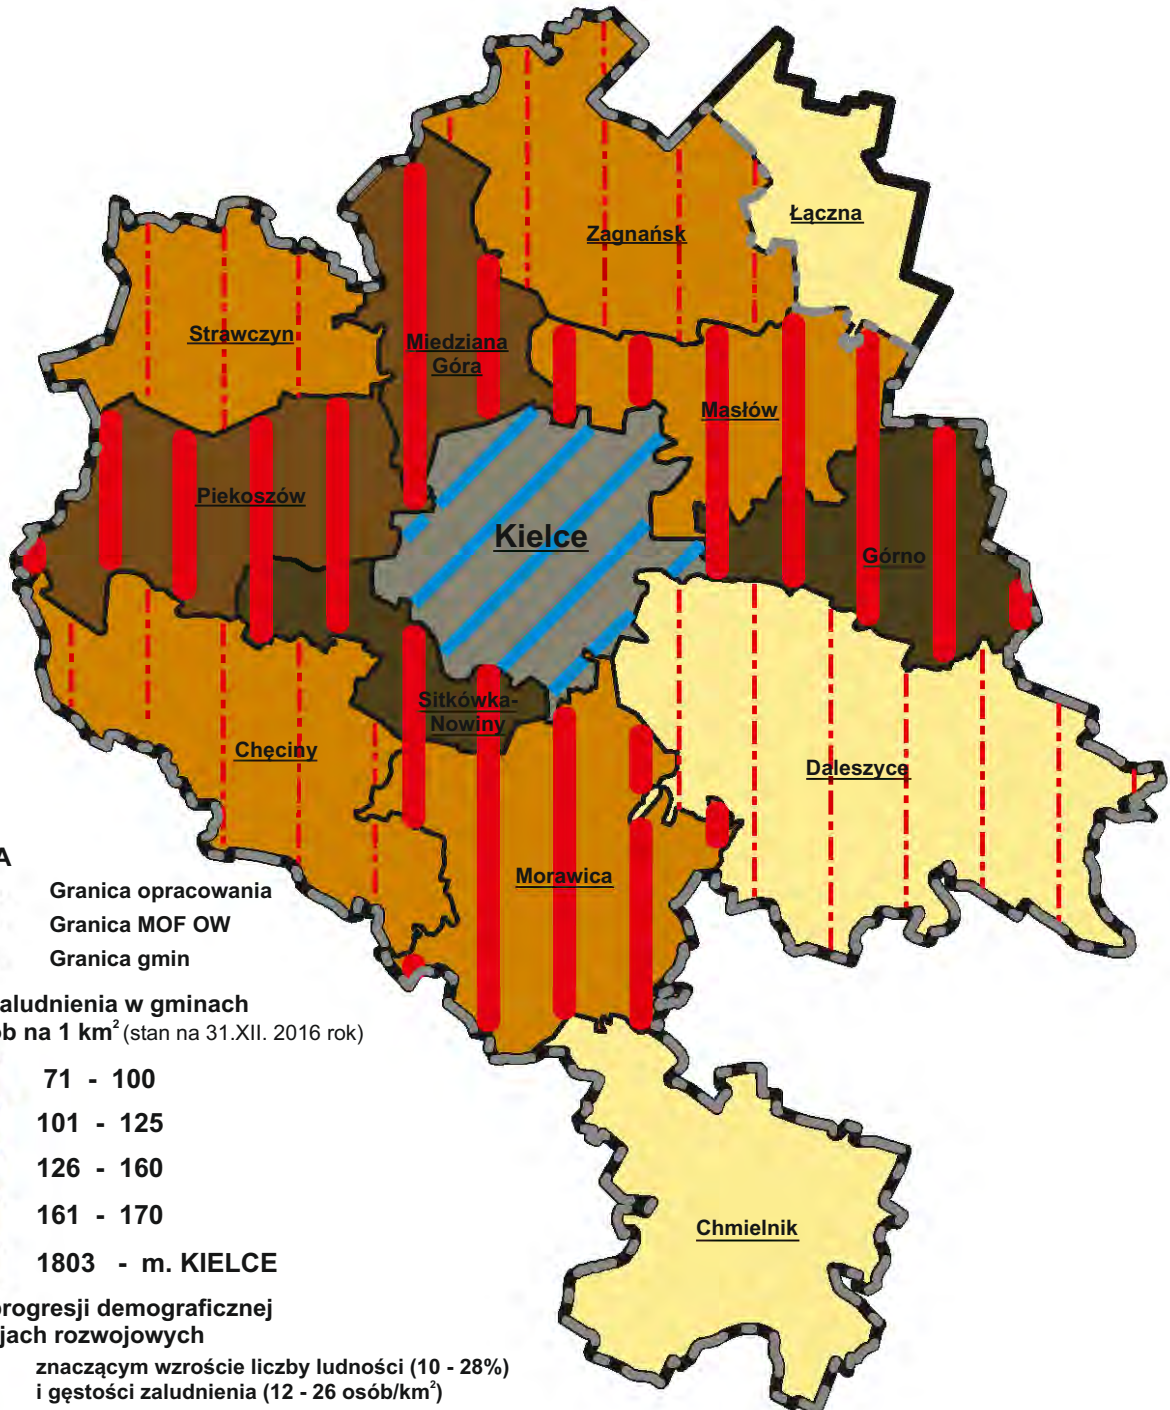 Łączna
Zagnańsk
Strawczyn
Miedziana
Góra
Masłów
Piekoszów
Kielce
Górno
Sitkówka-
Nowiny
Chęciny
Daleszyce
Morawica
A
Granica opracowania
Granica MOF OW
Granica gmin
aludnienia w gminach
ób na 1 km² (stan na 31.XII. 2016 rok)
71 - 100
101 - 125
126 - 160
161 - 170
1803 - m. KIELCE
Chmielnik
progresji demograficznej
jach rozwojowych
znaczącym wzroście liczby ludności (10 - 28%)
i gęstości zaludnienia (12 - 26 osób/km²)